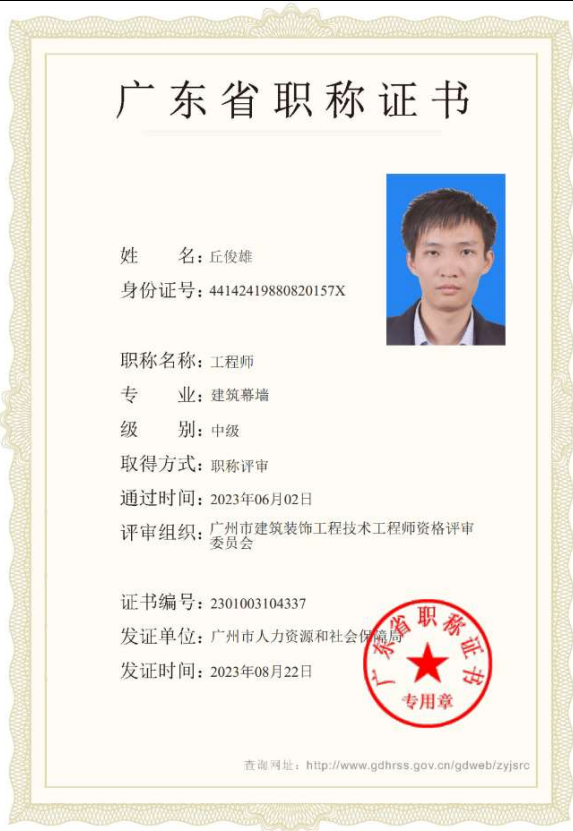 广东省职称证书
姓 名：丘俊雄
身份证号：44142419880820157X
职称名称：工程师
专 业：建筑幕墙
级 别：中级
取得方式：职称评审
通过时间：2023年06月02日
评审组织：广州市建筑装饰工程技术工程师资格评审
委员会
证书编号：2301003104337
发证单位：广州市人力资源和社会保障局
发证时间：2023年08月22日
广东省职称证书
专用章
查询网址：http://www.gdhrss.gov.cn/gdweb/zyjsrc